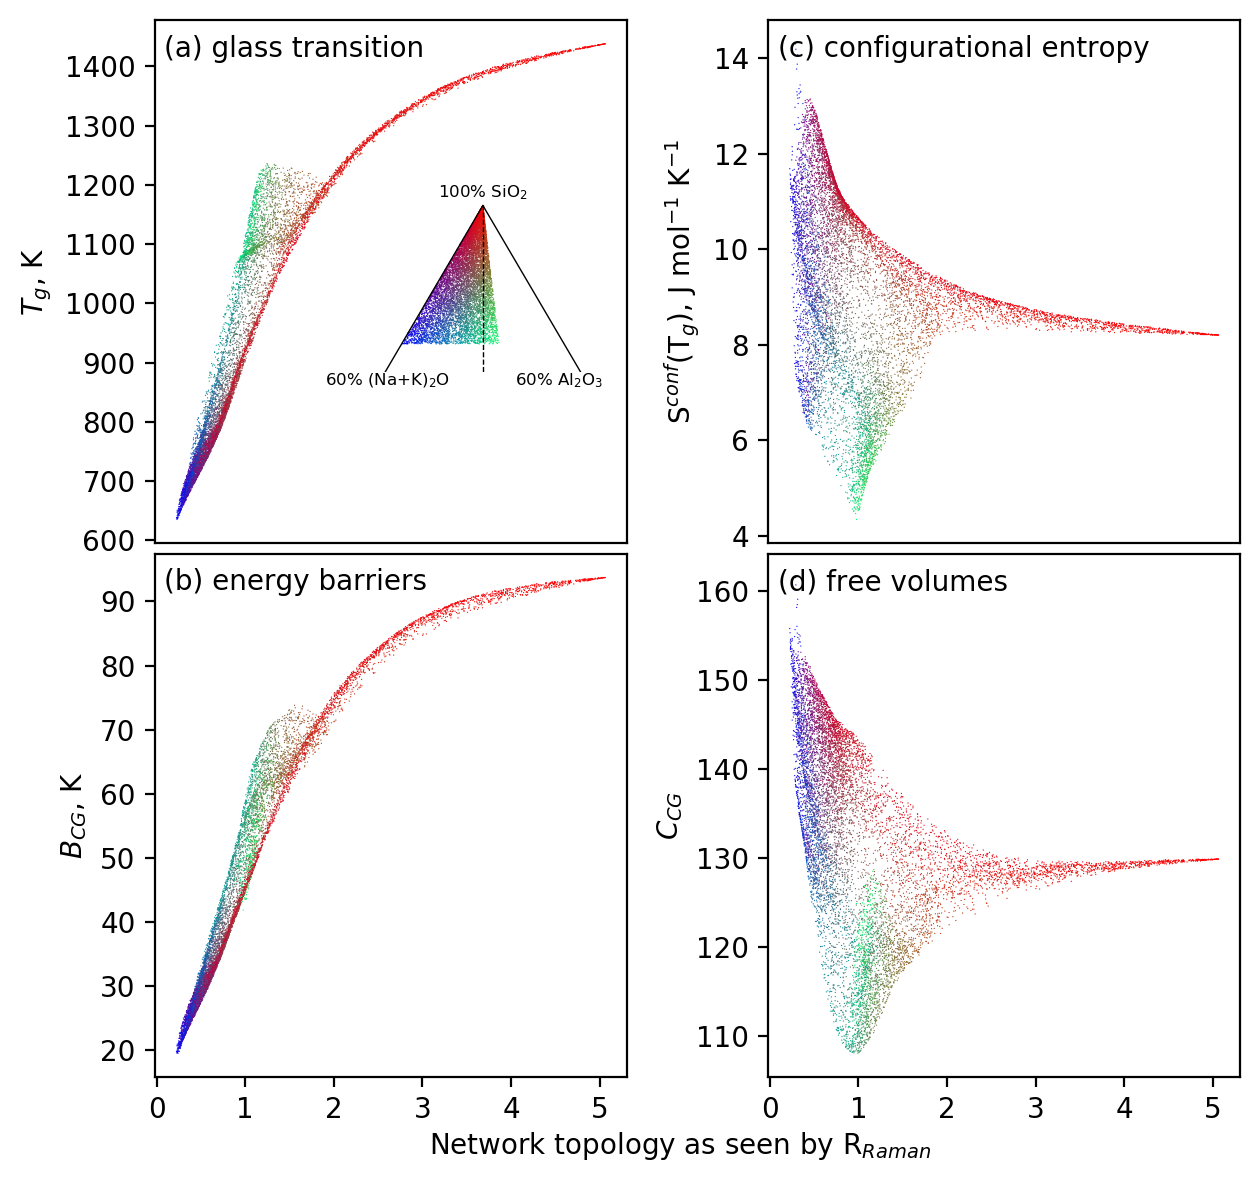 (a) glass transition
1400
1300
1200
1100
1000
900
800
700
600
T_g, K
100% SiO₂
60% (Na+K)₂O
60% Al₂O₃
(c) configurational entropy
14
12
10
8
6
4
S^conf(T_g), J mol⁻¹ K⁻¹
(b) energy barriers
90
80
70
60
50
40
30
20
B_CG, K
0 1 2 3 4 5
(d) free volumes
160
150
140
130
120
110
C_CG
0 1 2 3 4 5
Network topology as seen by R_Raman